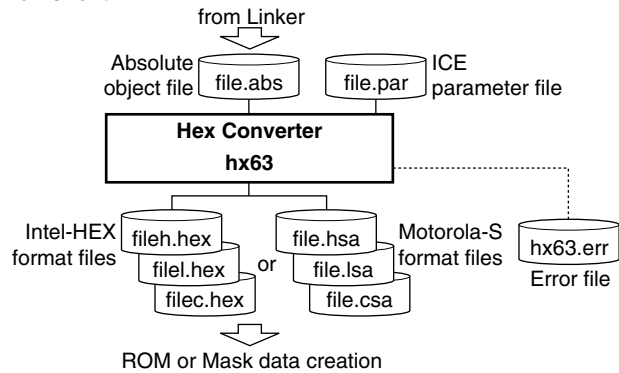 from Linker
Absolute
object file
file.abs
file.par
ICE
parameter file
Hex Converter
hx63
Intel-HEX
format files
fileh.hex
filel.hex
filec.hex
or
file.hsa
file.lsa
file.csa
Motorola-S
format files
hx63.err
Error file
ROM or Mask data creation